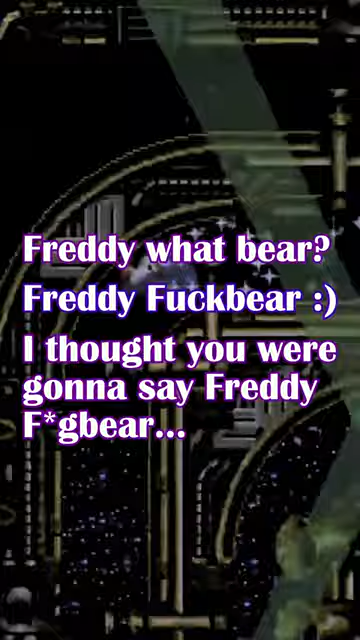 Freddy what bear?
Freddy Fuckbear :)
I thought you were
gonna say Freddy
F*gbear...